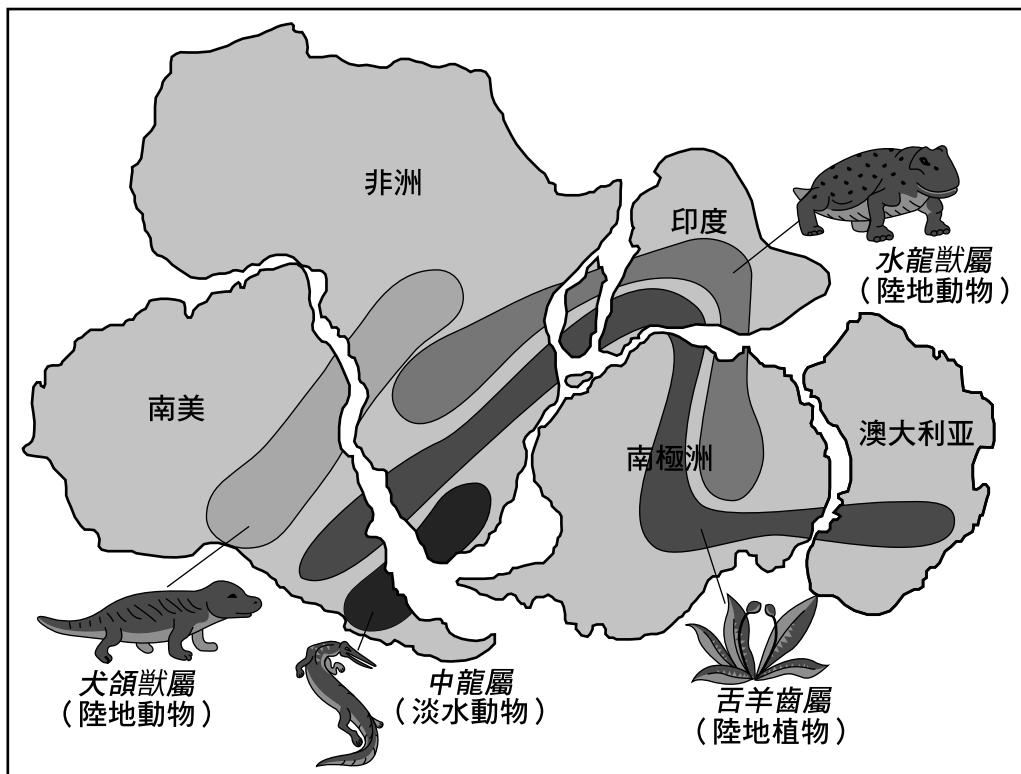 非洲
印度
水龍獸屬
（陸地動物）
南美
澳大利亚
南極洲
犬頜獸屬
（陸地動物）
中龍屬
（淡水動物）
舌羊齒屬
（陸地植物）